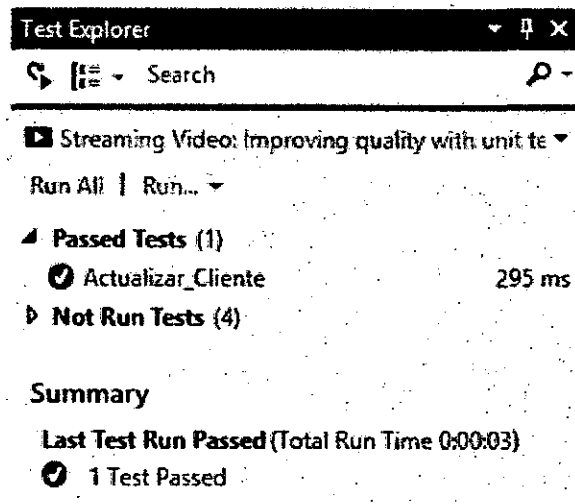 Test Explorer
Search
Streaming Video: Improving quality with unit te
Run All | Run...
Passed Tests (1)
Actualizar_Cliente 295 ms
Not Run Tests (4)
Summary
Last Test Run Passed (Total Run Time 0:00:03)
1 Test Passed